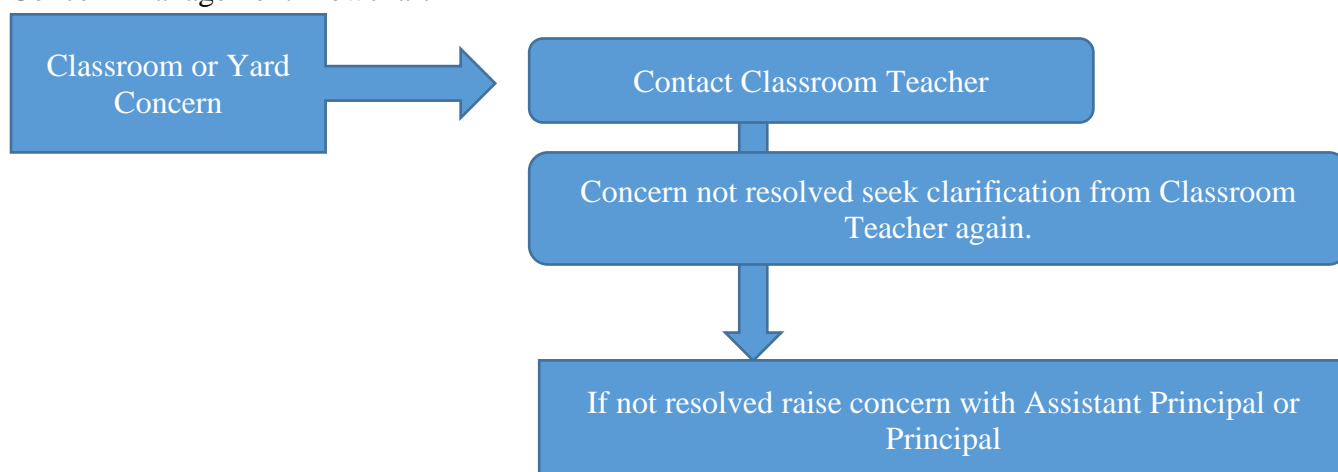 Classroom or Yard
Concern
Contact Classroom Teacher
Concern not resolved seek clarification from Classroom
Teacher again.
If not resolved raise concern with Assistant Principal or
Principal